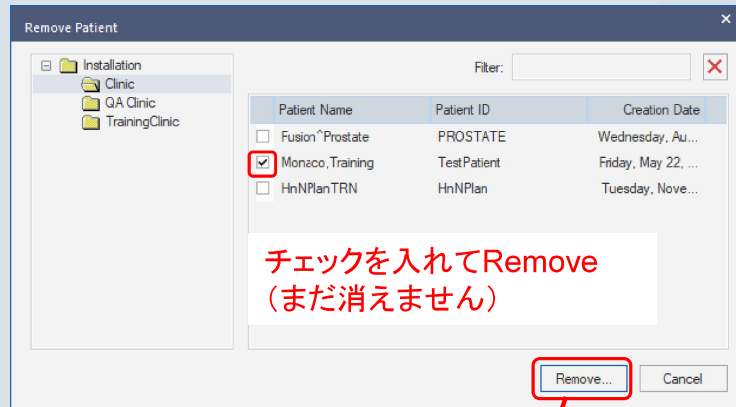 Remove Patient
Installation
Clinic
QA Clinic
TrainingClinic
Filter:
Patient Name Patient ID Creation Date
Fusion^Prostate PROSTATE Wednesday, Au...
Monaco,Training TestPatient Friday, May 22, ...
HnNPlanTRN HnNPlan Tuesday, Nove...
チェックを入れてRemove
（まだ消えません）
Remove... Cancel